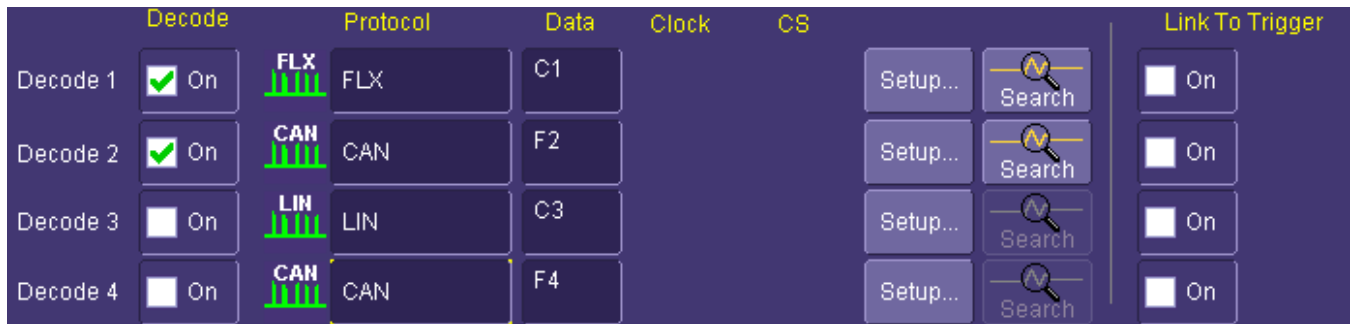 Decode Protocol Data Clock CS Link To Trigger
Decode 1 On FLX FLX C1 Setup... Search On
Decode 2 On CAN CAN F2 Setup... Search On
Decode 3 On LIN LIN C3 Setup... Search On
Decode 4 On CAN CAN F4 Setup... Search On